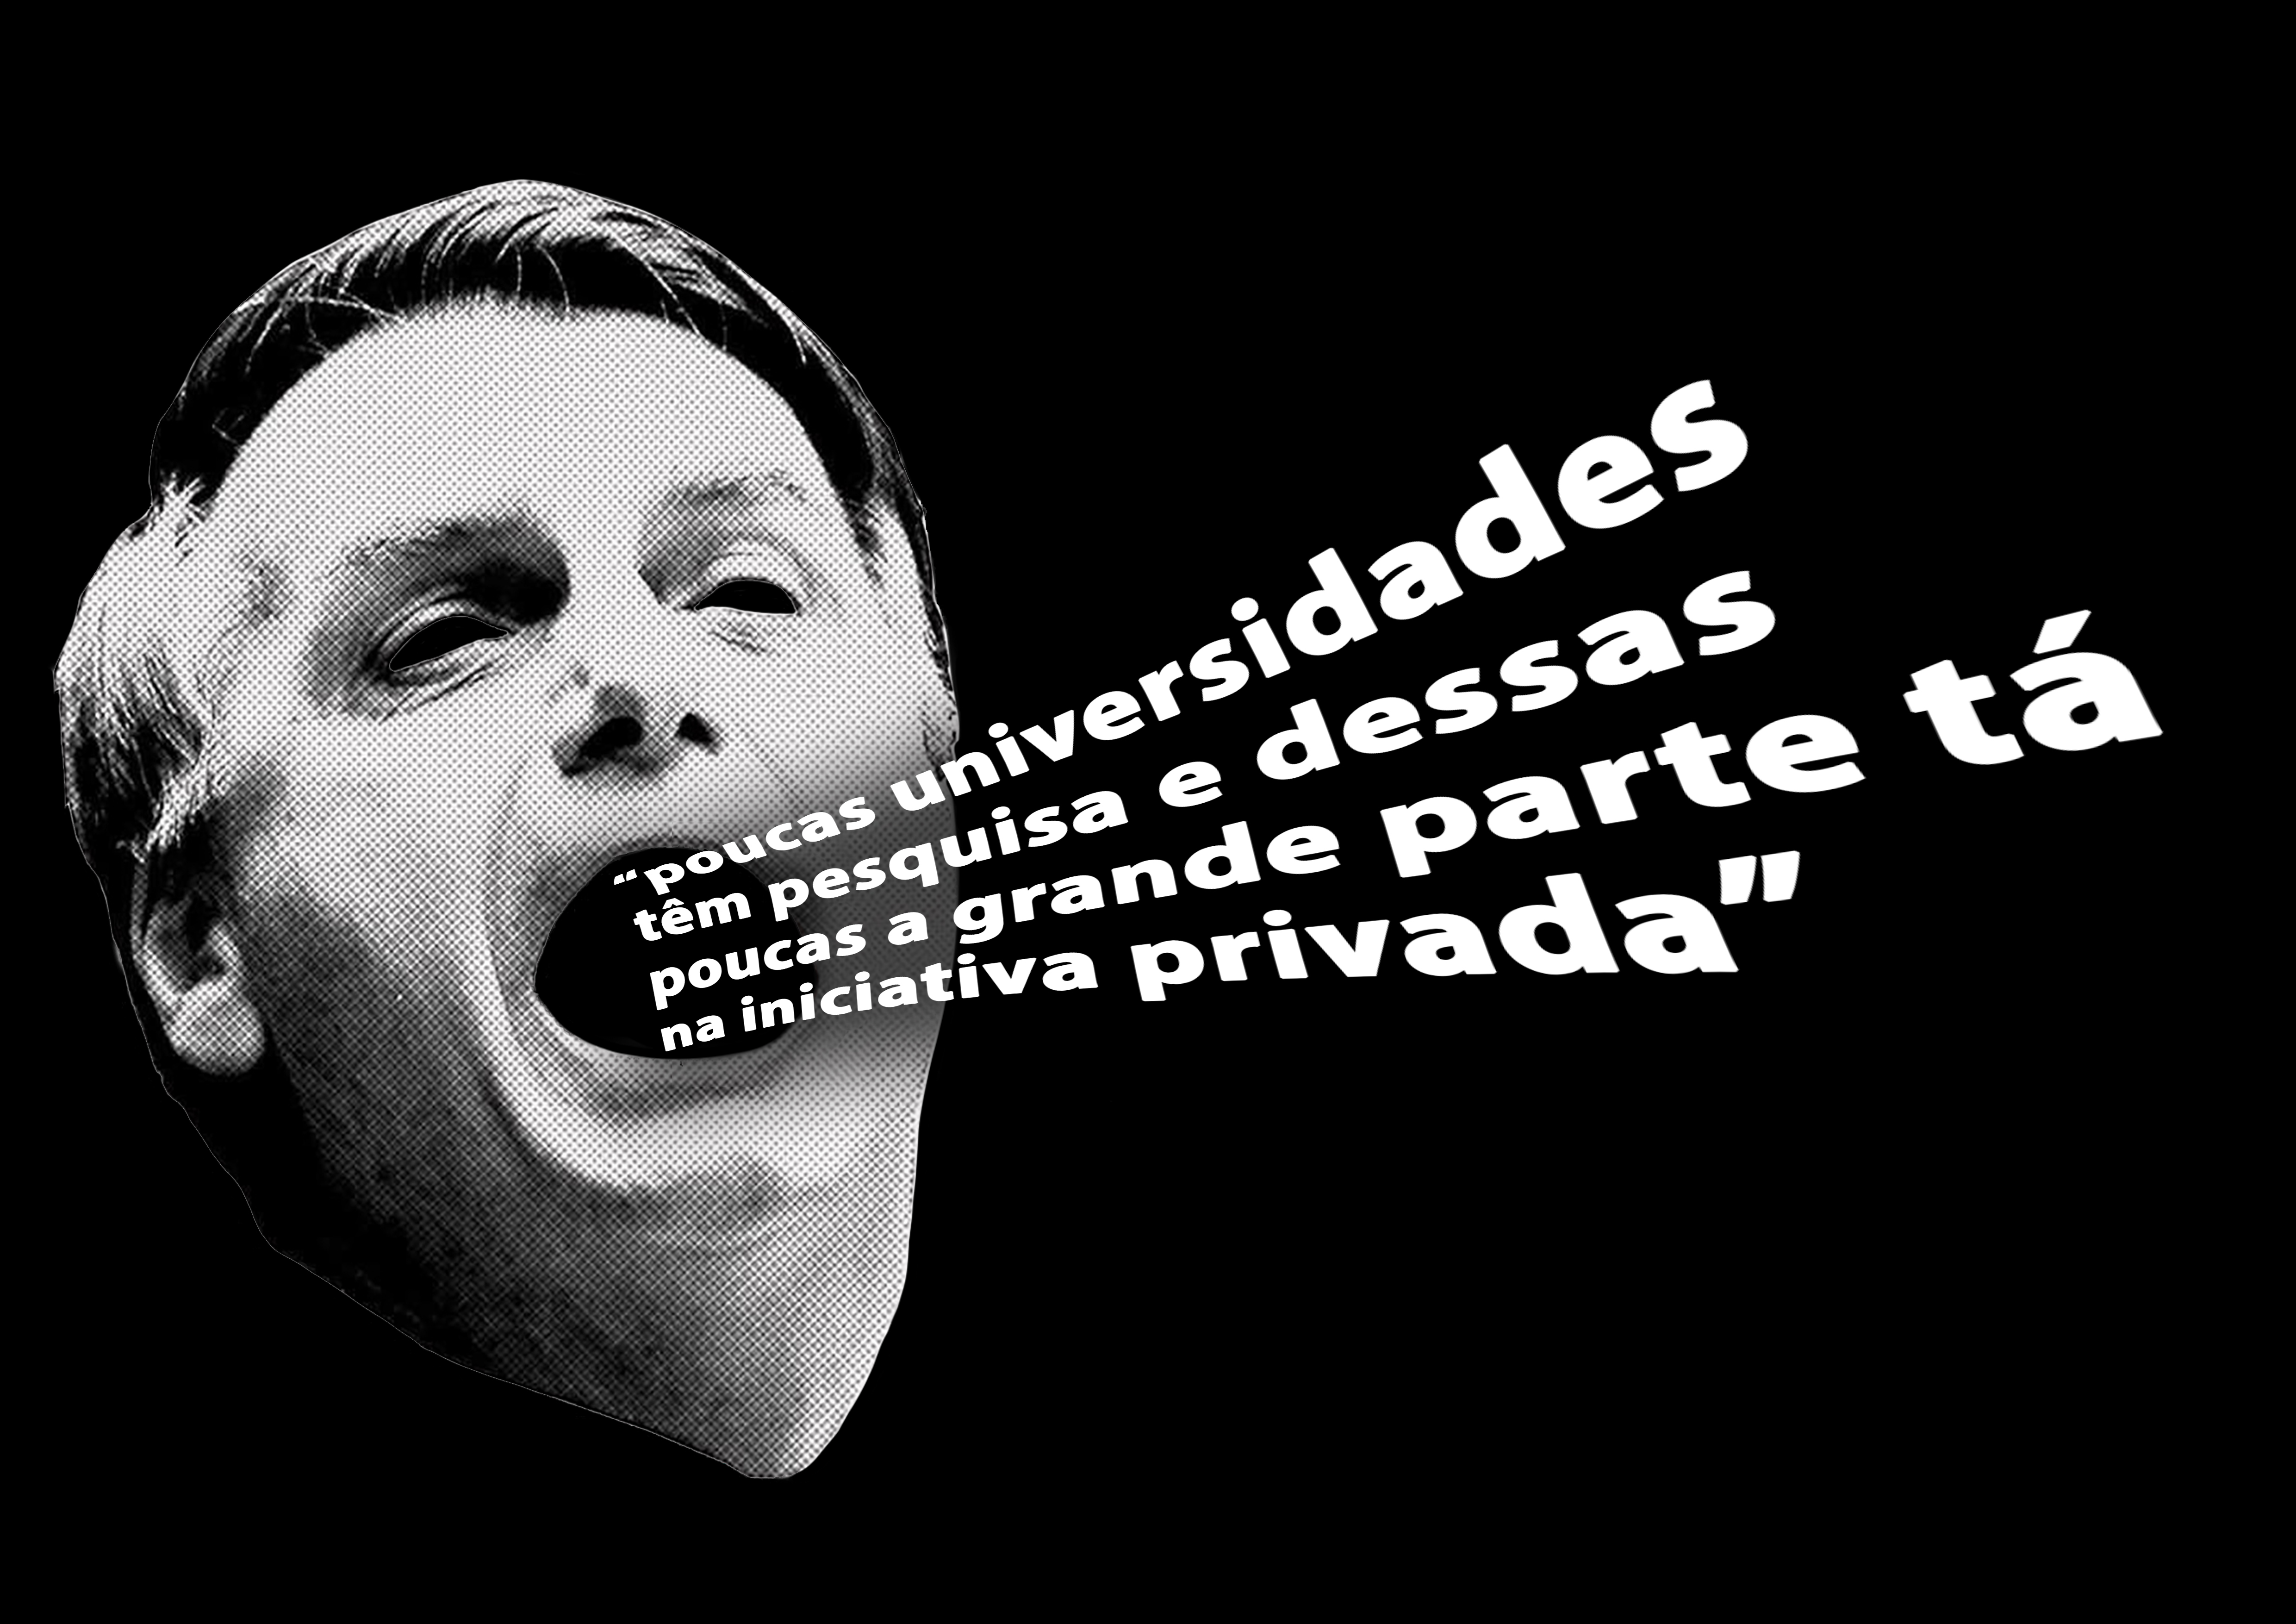 “poucas universidades
têm pesquisa e dessas
poucas a grande parte tá
na iniciativa privada”